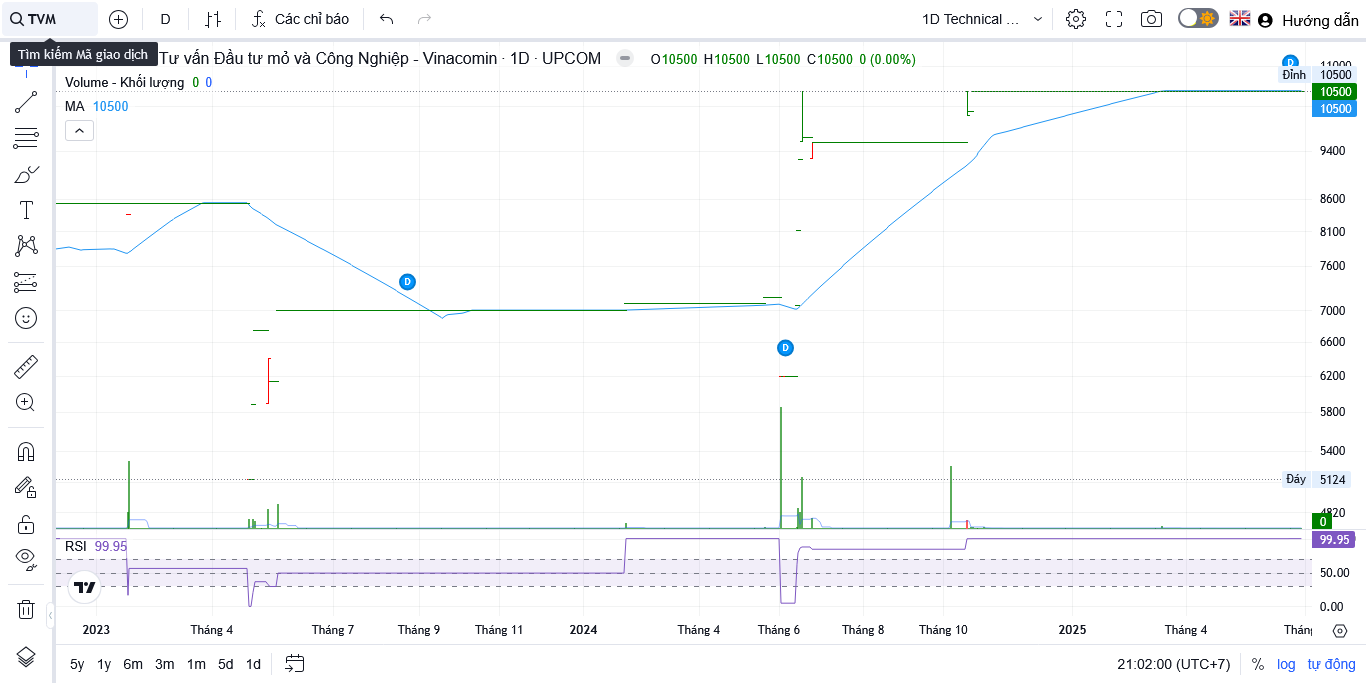 TVM D Các chỉ báo 1D Technical ... Hướng dẫn
Tìm kiếm Mã giao dịch Tư vấn Đầu tư mỏ và Công Nghiệp - Vinacomin · 1D · UPCOM O10500 H10500 L10500 C10500 0 (0.00%)
Volume - Khối lượng 0 0
MA 10500
D
11000
Đỉnh 10500
10500
10500
9400
8600
8100
7600
D
7000
6600
D
6200
5800
5400
Đáy 5124
4820
0
RSI 99.95
99.95
50.00
0.00
2023 Tháng 4 Tháng 7 Tháng 9 Tháng 11 2024 Tháng 4 Tháng 6 Tháng 8 Tháng 10 2025 Tháng 4
5y 1y 6m 3m 1m 5d 1d 21:02:00 (UTC+7) % log tự động